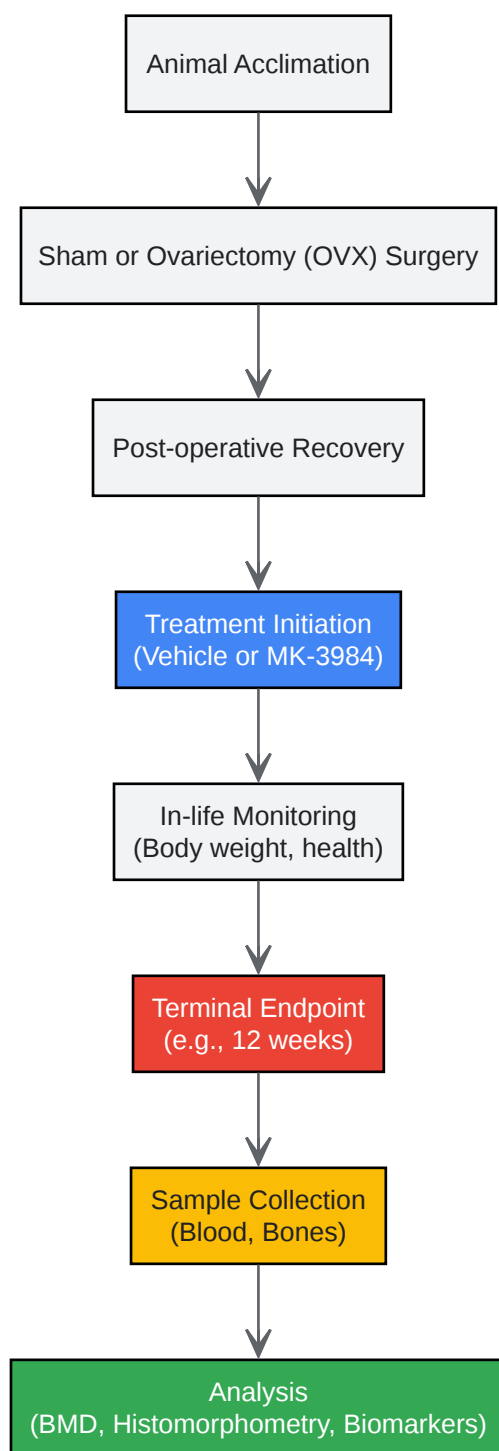 Animal Acclimation
Sham or Ovariectomy (OVX) Surgery
Post-operative Recovery
Treatment Initiation
(Vehicle or MK-3984)
In-life Monitoring
(Body weight, health)
Terminal Endpoint
(e.g., 12 weeks)
Sample Collection
(Blood, Bones)
Analysis
(BMD, Histomorphometry, Biomarkers)